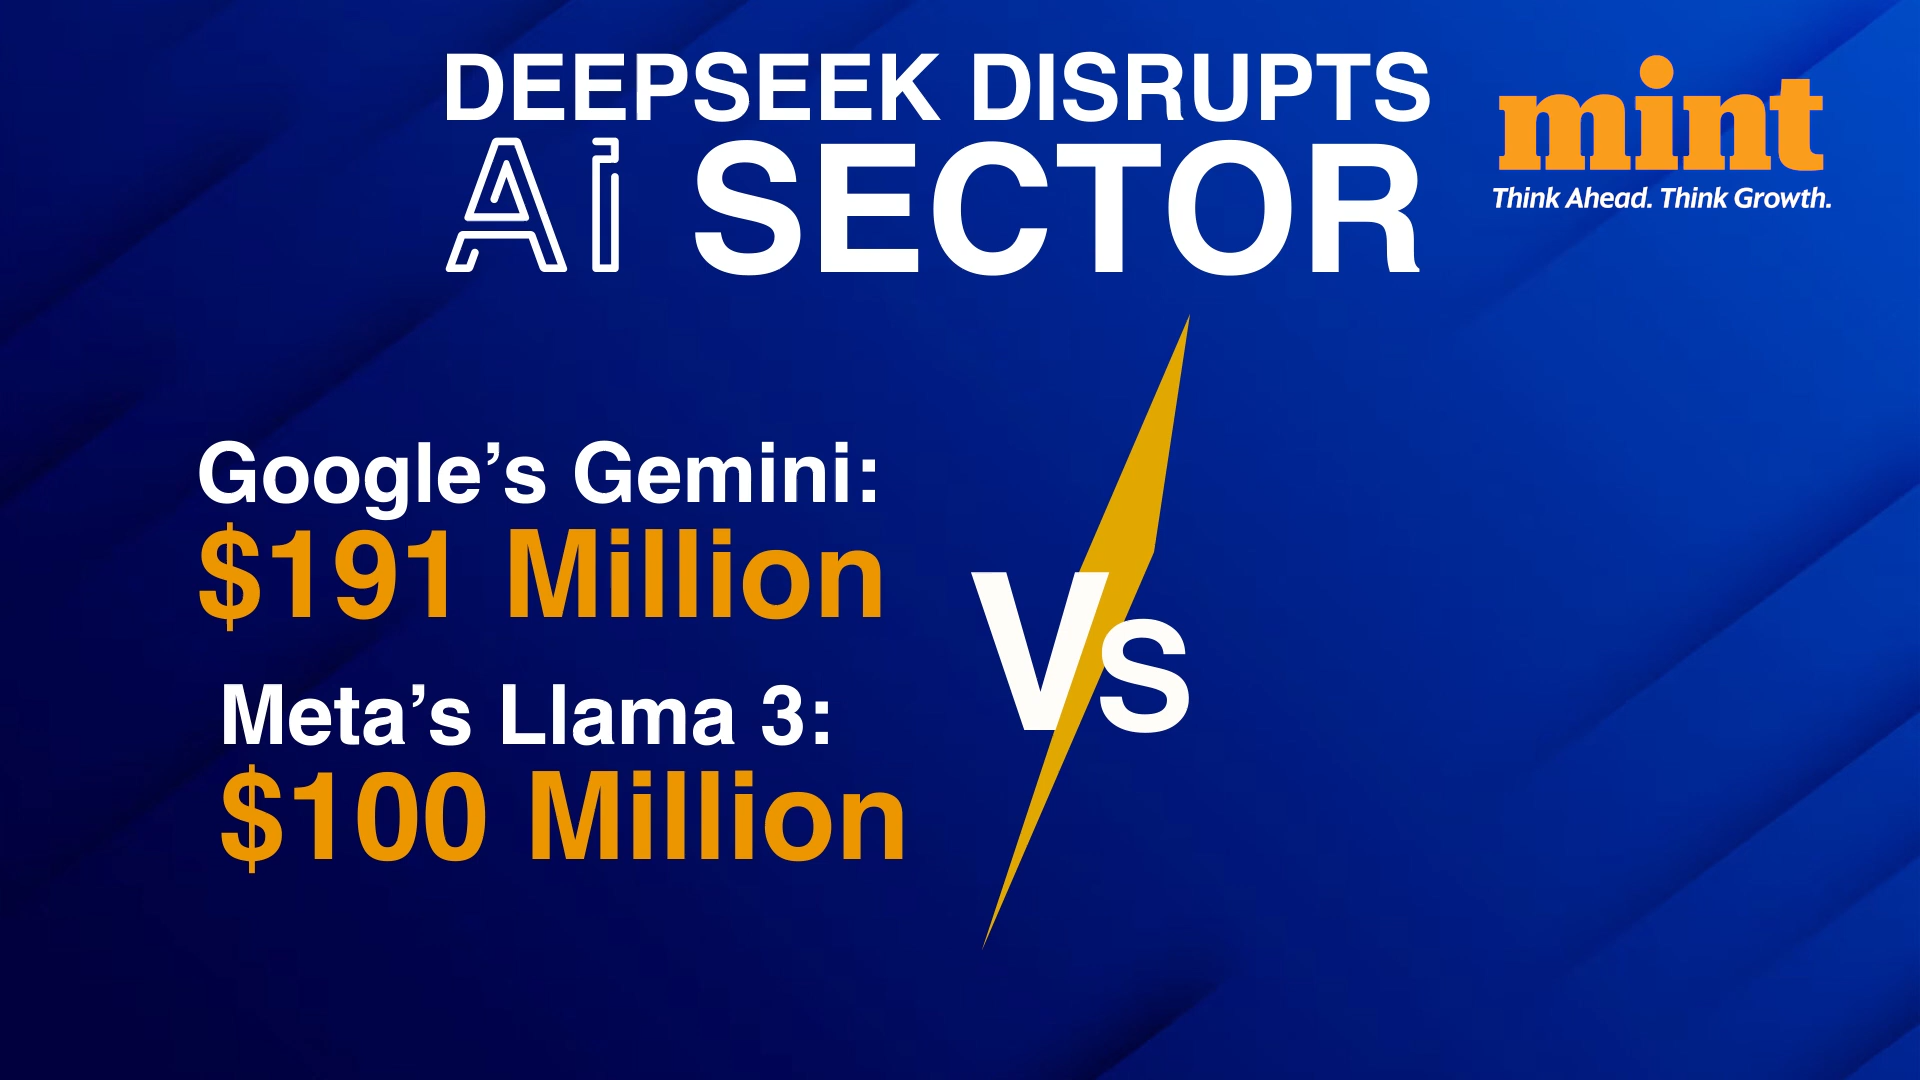 DEEPSEEK DISRUPTS
AI SECTOR
mint
Think Ahead. Think Growth.
Google’s Gemini:
$191 Million
Meta’s Llama 3:
$100 Million
Vs